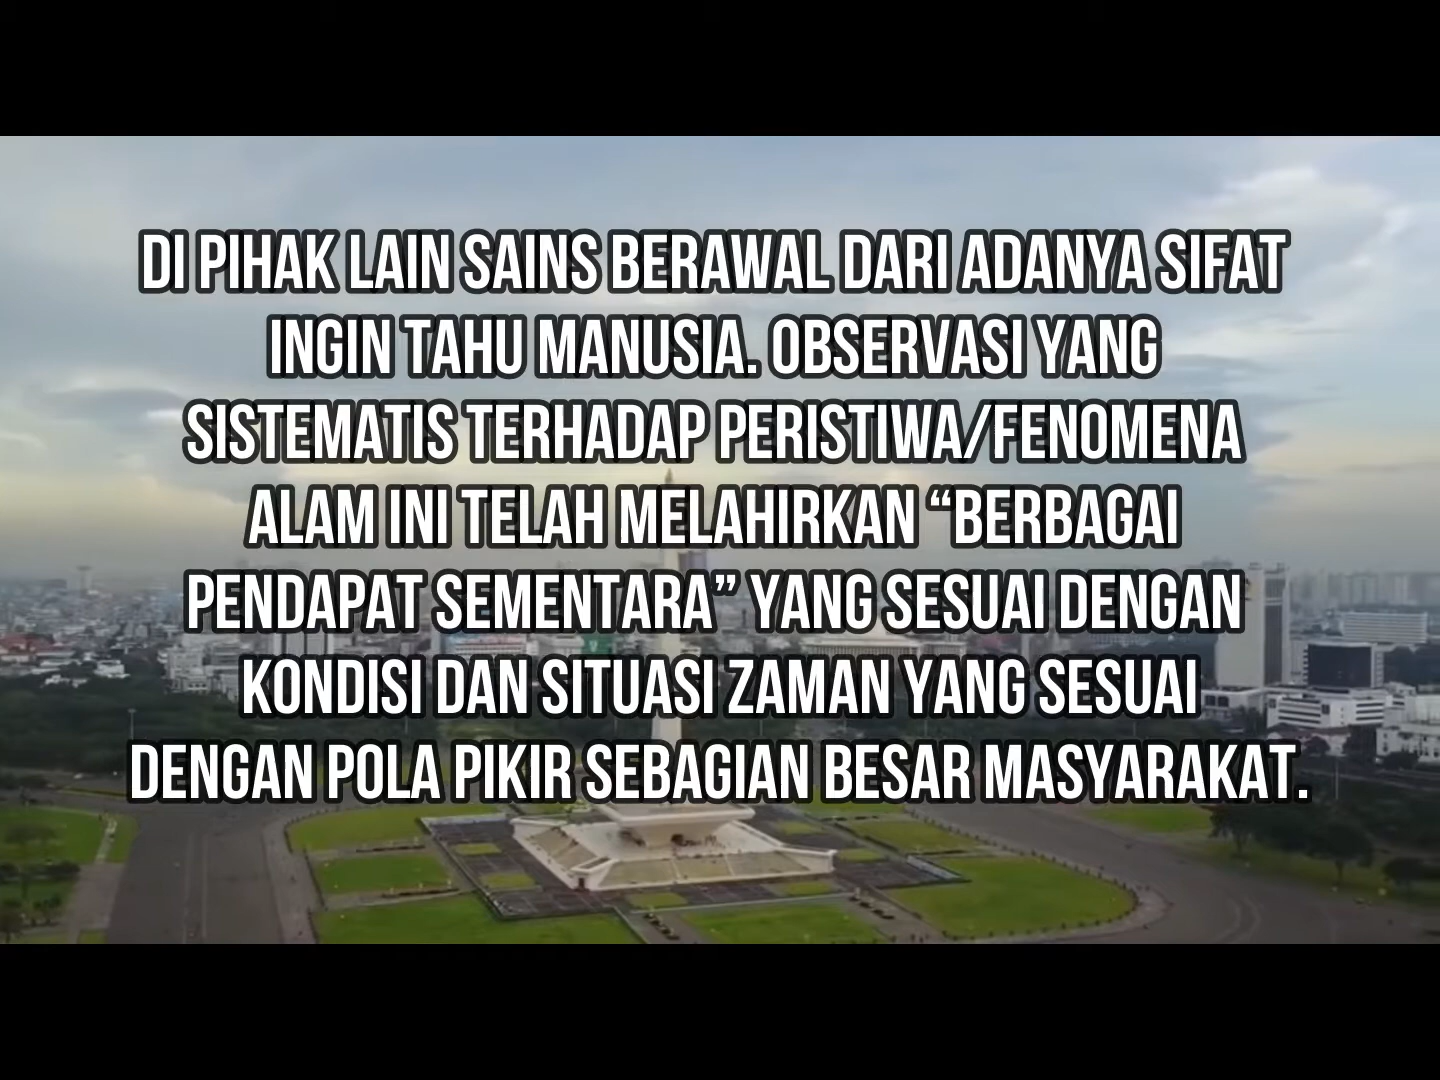 DI PIHAK LAIN SAINS BERAWAL DARI ADANYA SIFAT
INGIN TAHU MANUSIA. OBSERVASI YANG
SISTEMATIS TERHADAP PERISTIWA/FENOMENA
ALAM INI TELAH MELAHIRKAN “BERBAGAI
PENDAPAT SEMENTARA” YANG SESUAI DENGAN
KONDISI DAN SITUASI ZAMAN YANG SESUAI
DENGAN POLA PIKIR SEBAGIAN BESAR MASYARAKAT.